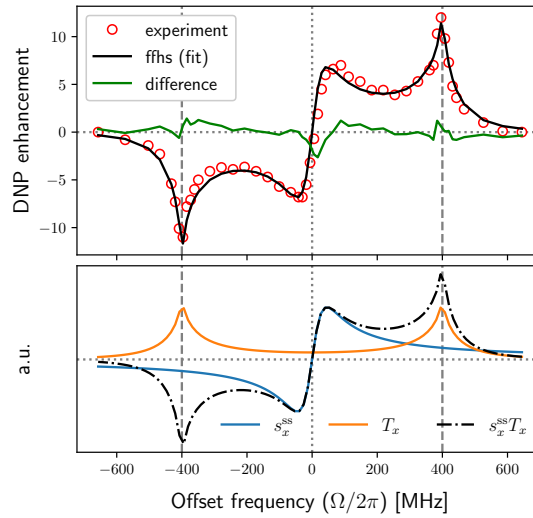 experiment
ffhs (fit)
difference
DNP enhancement
10
5
0
−5
−10
a.u.
s_x^ss T_x s_x^ss T_x
−600 −400 −200 0 200 400 600
Offset frequency (Ω/2π) [MHz]